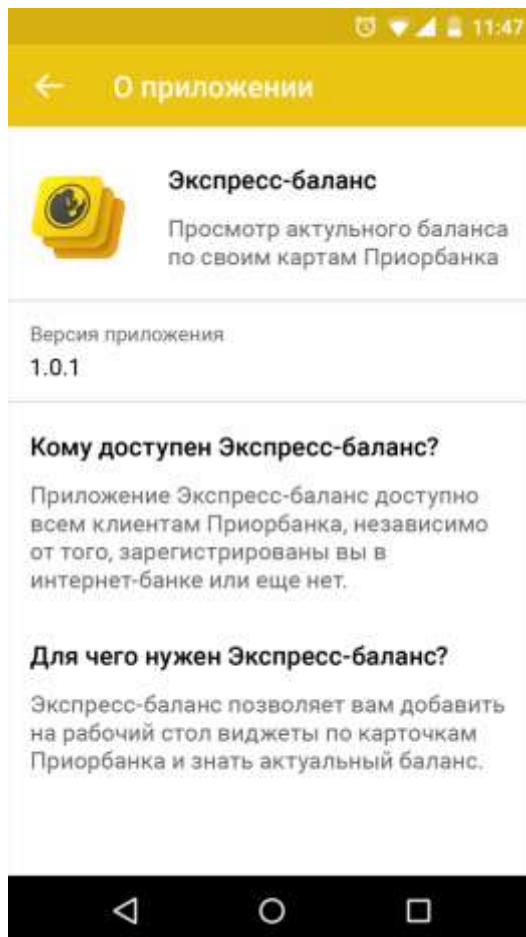 11:47
О приложении
Экспресс-баланс
Просмотр актульного баланса
по своим картам Приорбанка
Версия приложения
1.0.1
Кому доступен Экспресс-баланс?
Приложение Экспресс-баланс доступно
всем клиентам Приорбанка, независимо
от того, зарегистрированы вы в
интернет-банке или еще нет.
Для чего нужен Экспресс-баланс?
Экспресс-баланс позволяет вам добавить
на рабочий стол виджеты по карточкам
Приорбанка и знать актуальный баланс.